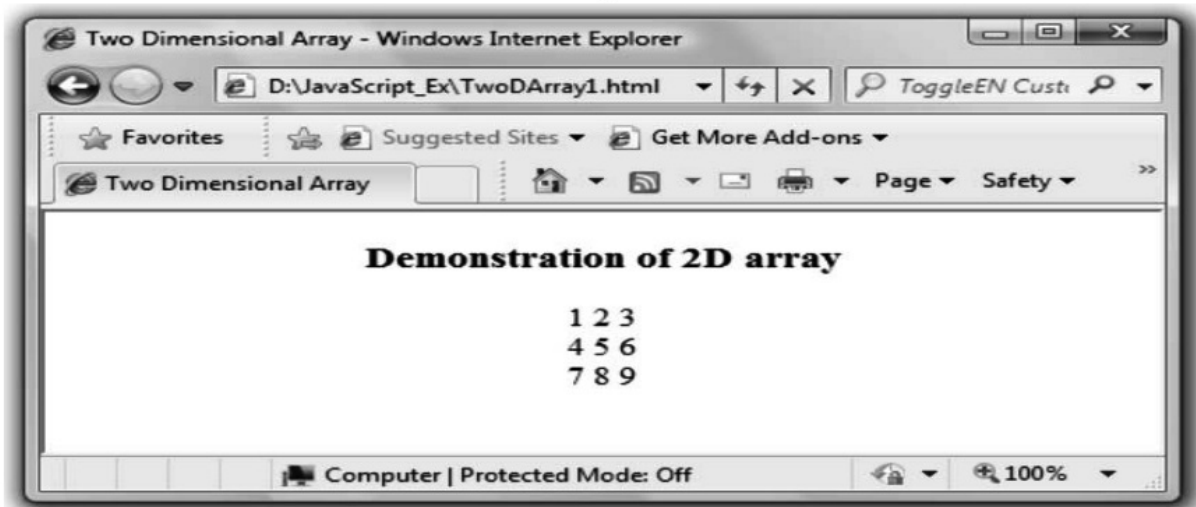 Two Dimensional Array - Windows Internet Explorer
D:\JavaScript_Ex\TwoDArray1.html ToggleEN Custo
Favorites Suggested Sites Get More Add-ons
Two Dimensional Array Page Safety »
Demonstration of 2D array
1 2 3
4 5 6
7 8 9
Computer | Protected Mode: Off 100%